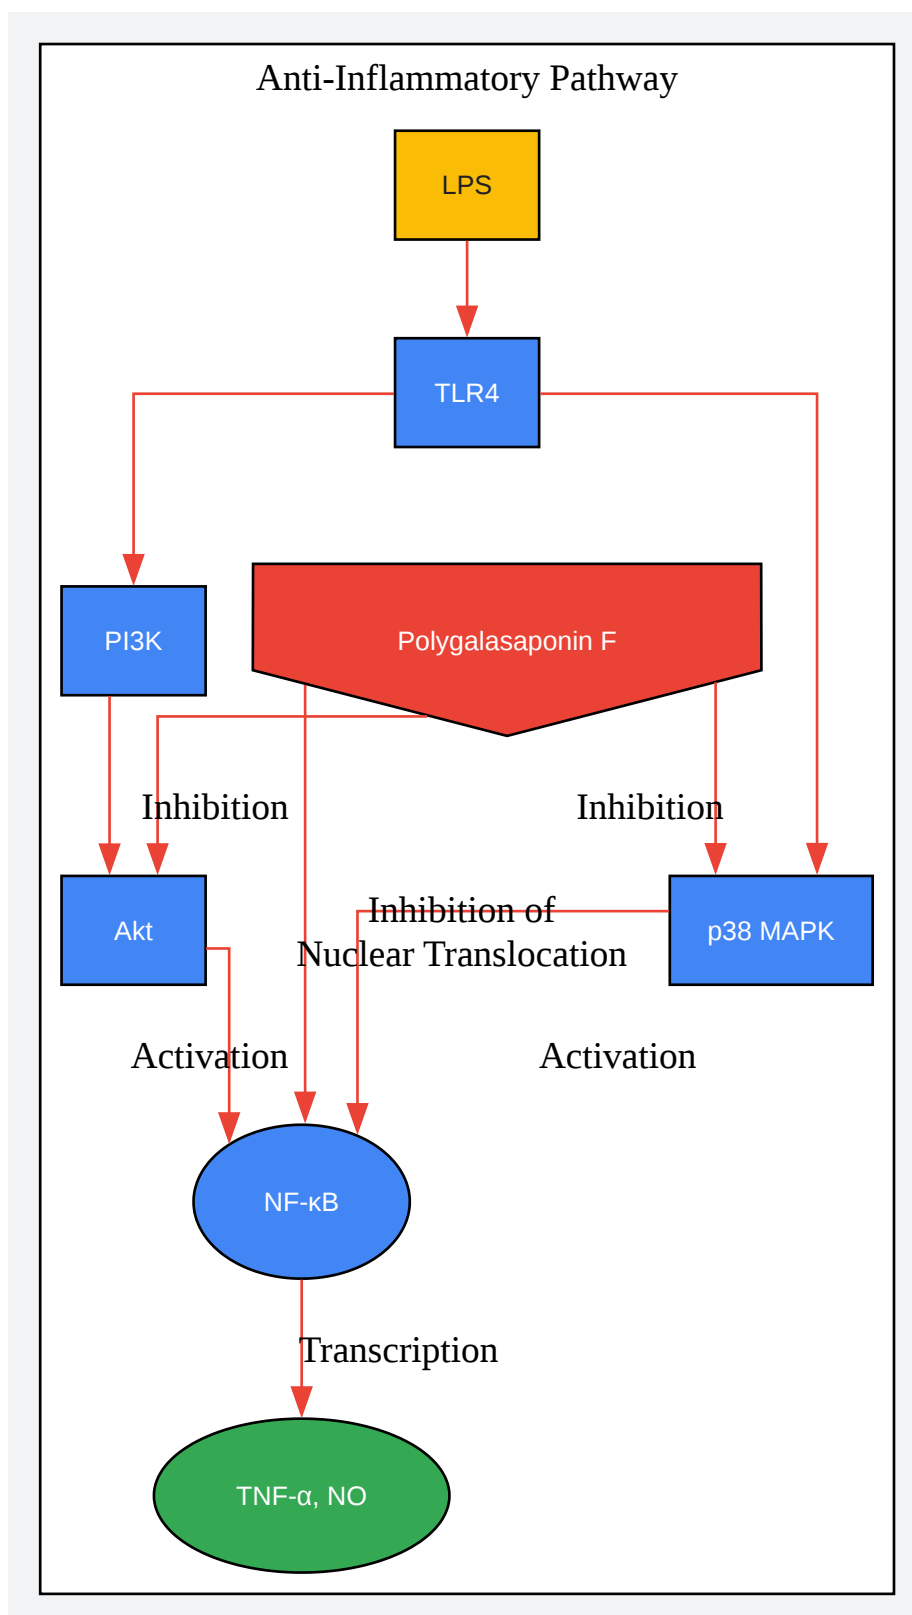 Anti-Inflammatory Pathway
LPS
TLR4
PI3K
Polygalasaponin F
Inhibition
Inhibition
Akt
Inhibition of
Nuclear Translocation
p38 MAPK
Activation
Activation
NF-κB
Transcription
TNF-α, NO